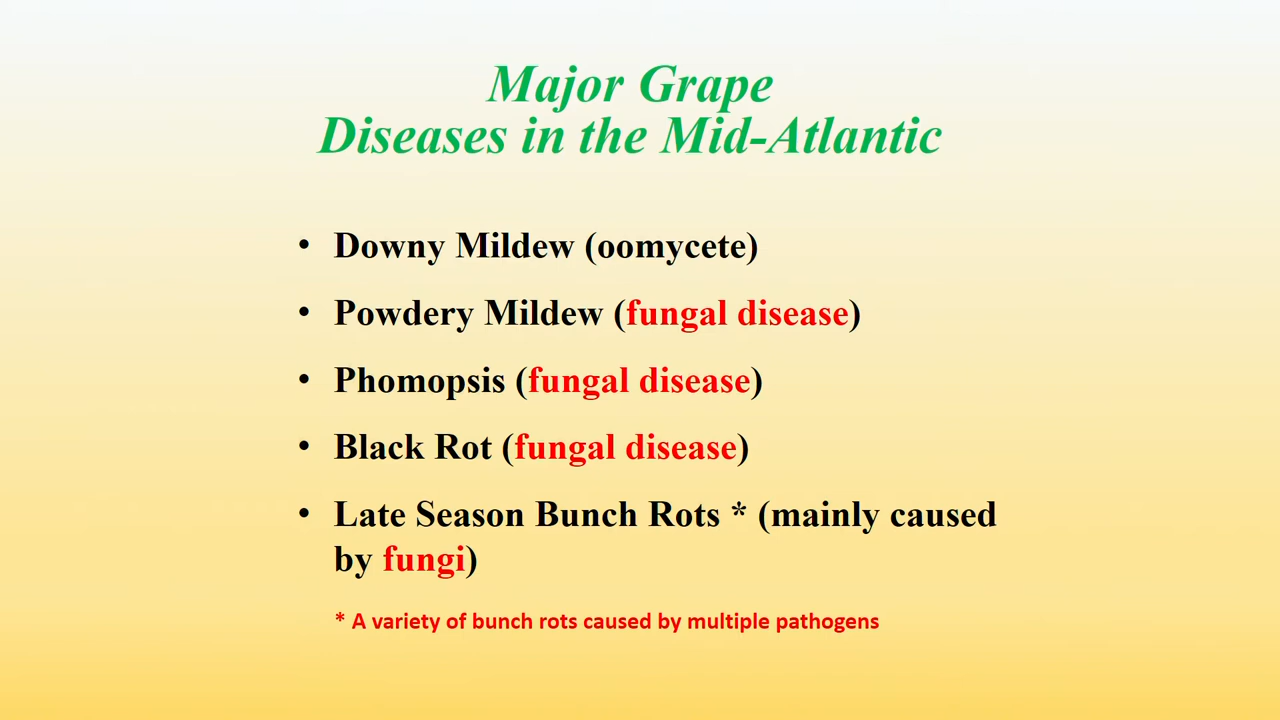 Major Grape
Diseases in the Mid-Atlantic
• Downy Mildew (oomycete)
• Powdery Mildew (fungal disease)
• Phomopsis (fungal disease)
• Black Rot (fungal disease)
• Late Season Bunch Rots * (mainly caused
by fungi)
* A variety of bunch rots caused by multiple pathogens